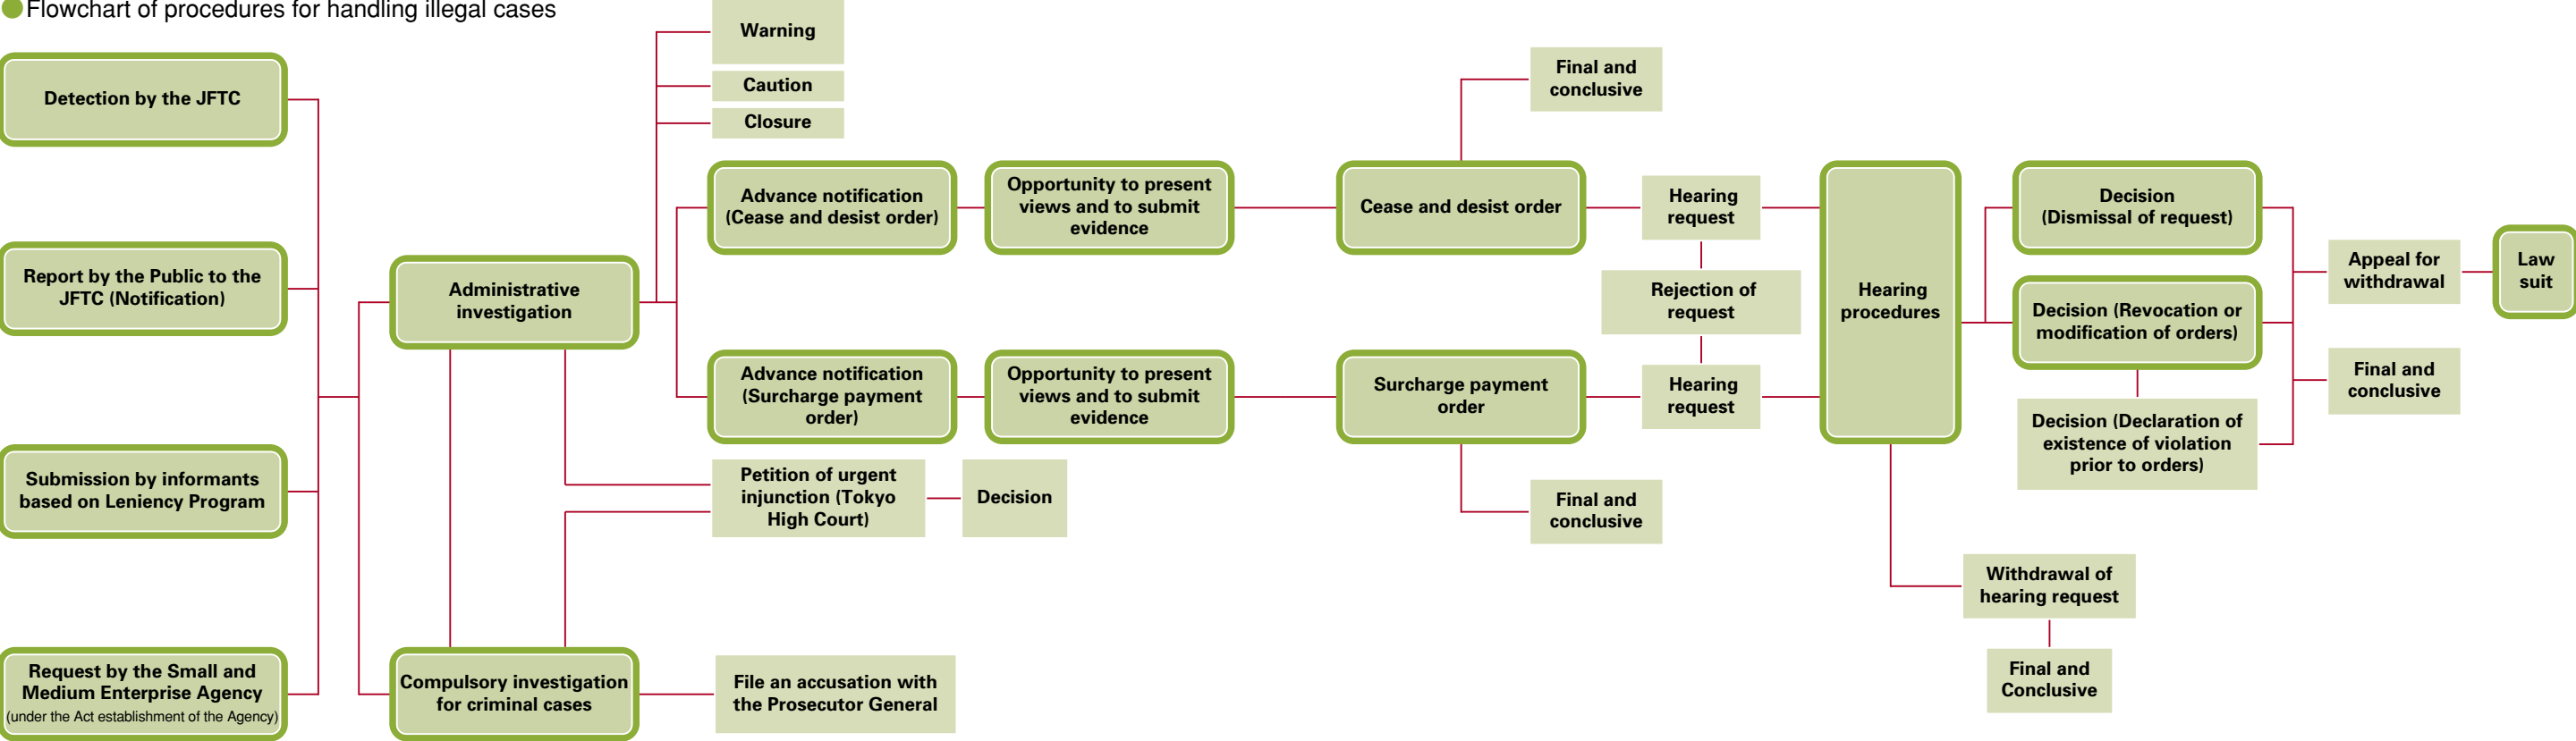 Flowchart of procedures for handling illegal cases
Detection by the JFTC
Report by the Public to the
JFTC (Notification)
Submission by informants
based on Leniency Program
Request by the Small and
Medium Enterprise Agency
(under the Act establishment of the Agency)
Administrative
investigation
Compulsory investigation
for criminal cases
Warning
Caution
Closure
Advance notification
(Cease and desist order)
Opportunity to present
views and to submit
evidence
Cease and desist order
Final and
conclusive
Hearing
request
Rejection of
request
Advance notification
(Surcharge payment
order)
Opportunity to present
views and to submit
evidence
Surcharge payment
order
Hearing
request
Final and
conclusive
Petition of urgent
injunction (Tokyo
High Court)
Decision
File an accusation with
the Prosecutor General
Hearing
procedures
Decision
(Dismissal of request)
Decision (Revocation or
modification of orders)
Decision (Declaration of
existence of violation
prior to orders)
Appeal for
withdrawal
Law
suit
Final and
conclusive
Withdrawal of
hearing request
Final and
Conclusive